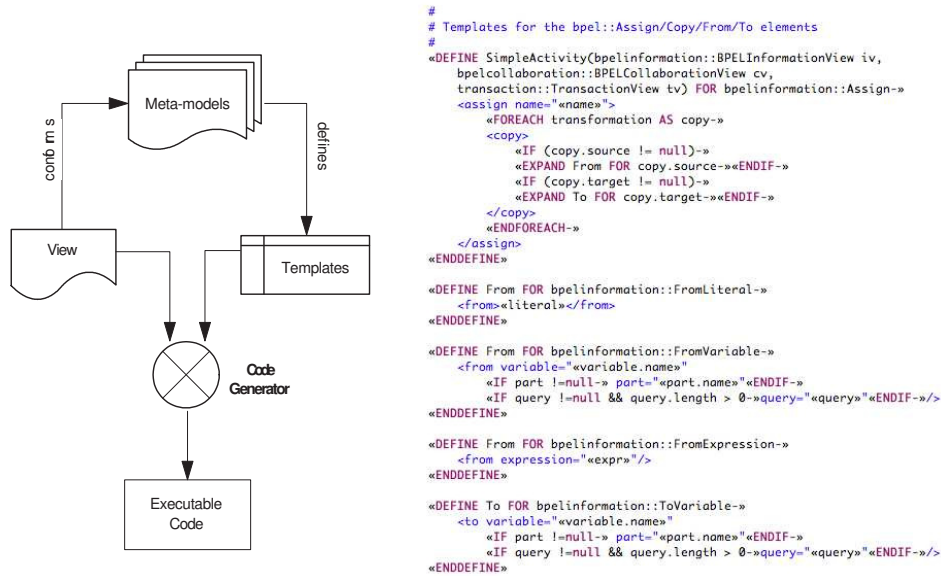 Meta-models
conforms
defines
View
Templates
Code
Generator
Executable
Code
#
# Templates for the bpel::Assign/Copy/From/To elements
#
«DEFINE SimpleActivity(bpelinformation::BPELInformationView iv,
    bpelcollaboration::BPELCollaborationView cv,
    transaction::TransactionView tv) FOR bpelinformation::Assign-»
    <assign name="«name»">
        «FOREACH transformation AS copy-»
        <copy>
            «IF (copy.source != null)-»
            «EXPAND From FOR copy.source-»«ENDIF-»
            «IF (copy.target != null)-»
            «EXPAND To FOR copy.target-»«ENDIF-»
        </copy>
        «ENDFOREACH-»
    </assign>
«ENDDEFINE»
«DEFINE From FOR bpelinformation::FromLiteral-»
    <from>«literal»</from>
«ENDDEFINE»
«DEFINE From FOR bpelinformation::FromVariable-»
    <from variable="«variable.name»"
        «IF part !=null-» part="«part.name»"«ENDIF-»
        «IF query !=null && query.length > 0-»query="«query»"«ENDIF-»/>
«ENDDEFINE»
«DEFINE From FOR bpelinformation::FromExpression-»
    <from expression="«expr»"/>
«ENDDEFINE»
«DEFINE To FOR bpelinformation::ToVariable-»
    <to variable="«variable.name»"
        «IF part !=null-» part="«part.name»"«ENDIF-»
        «IF query !=null && query.length > 0-»query="«query»"«ENDIF-»/>
«ENDDEFINE»